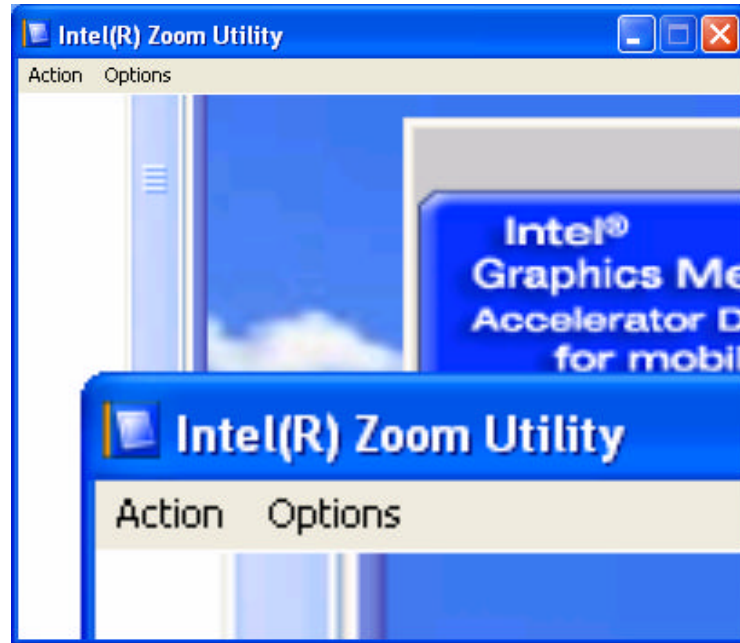 Intel(R) Zoom Utility
Action Options
Intel®
Graphics Me
Accelerator D
for mobil
Intel(R) Zoom Utility
Action Options